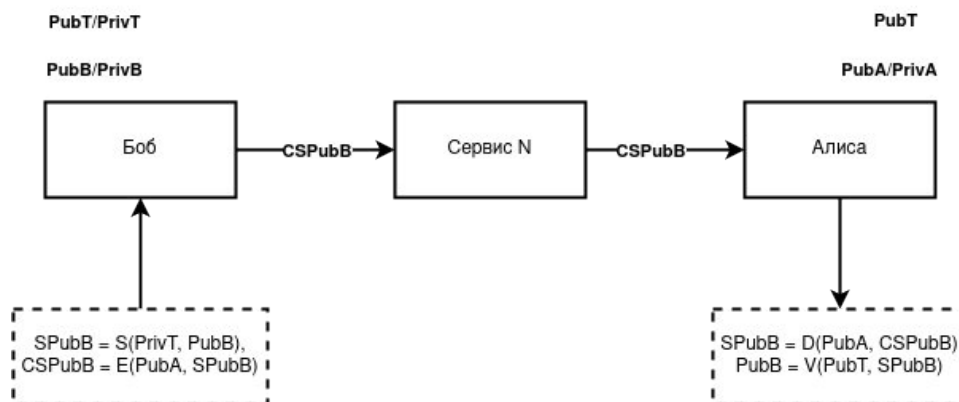 PubT/PrivT
PubT
PubB/PrivB
PubA/PrivA
Боб
CSPubB
Сервис N
CSPubB
Алиса
SPubB = S(PrivT, PubB),
CSPubB = E(PubA, SPubB)
SPubB = D(PubA, CSPubB)
PubB = V(PubT, SPubB)